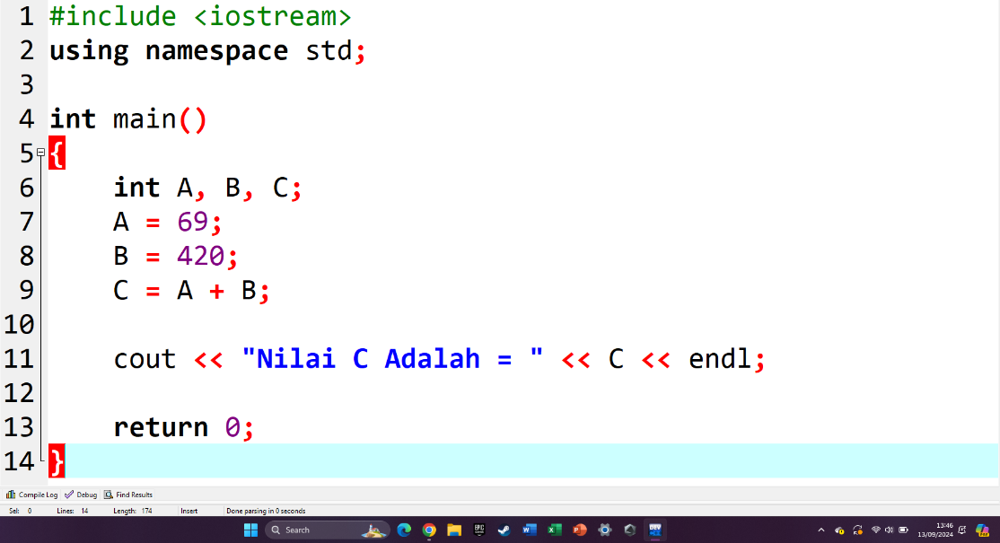 1 #include <iostream>
2 using namespace std;
3
4 int main()
5 {
6 int A, B, C;
7 A = 69;
8 B = 420;
9 C = A + B;
10
11 cout << "Nilai C Adalah = " << C << endl;
12
13 return 0;
14 }
Compile Log Debug Find Results
Sel: 0 Lines: 14 Length: 174 Insert Done parsing in 0 seconds
Search EPIC DEV 13:46
13/09/2024